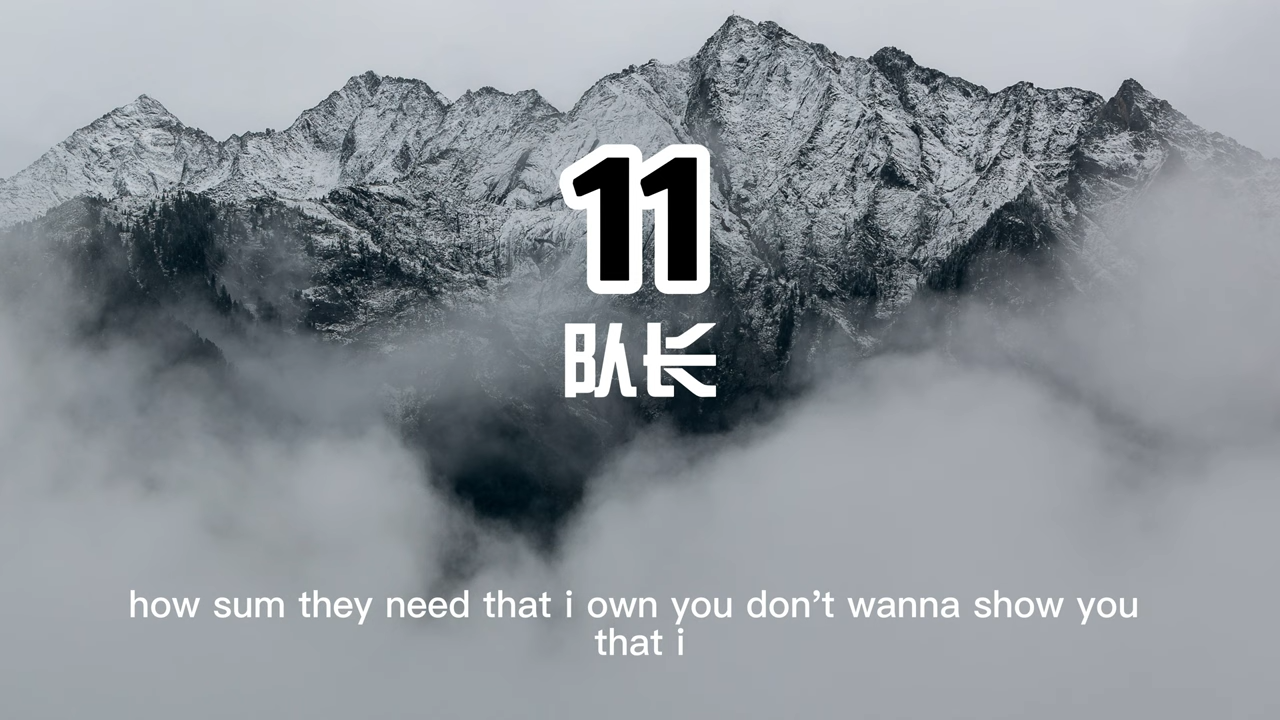 11
队长
how sum they need that i own you don’t wanna show you
that i